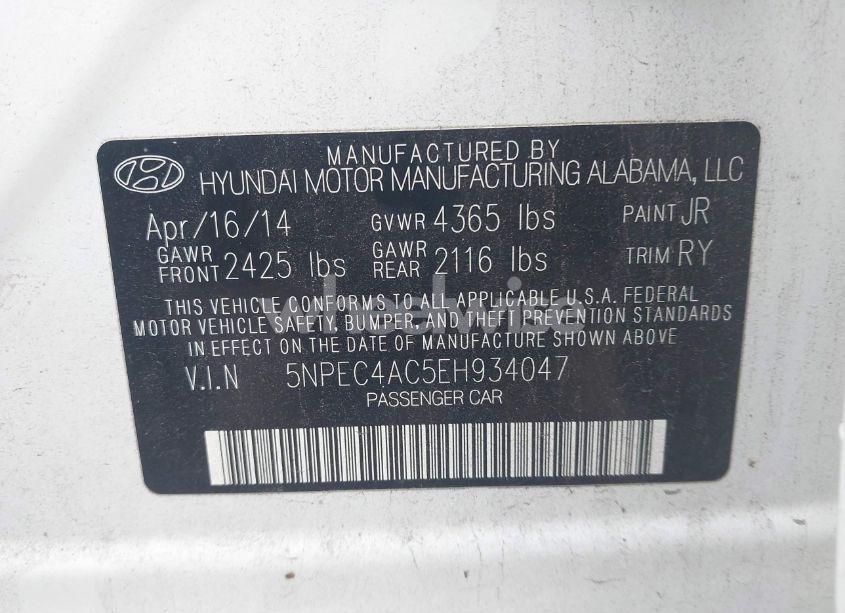 MANUFACTURED BY
HYUNDAI MOTOR MANUFACTURING ALABAMA, LLC
Apr/16/14 GVWR 4365 lbs PAINT JR
GAWR FRONT 2425 lbs GAWR REAR 2116 lbs TRIM RY
THIS VEHICLE CONFORMS TO ALL APPLICABLE U.S.A. FEDERAL
MOTOR VEHICLE SAFETY, BUMPER, AND THEFT PREVENTION STANDARDS
IN EFFECT ON THE DATE OF MANUFACTURE SHOWN ABOVE
V.I.N 5NPEC4AC5EH934047
PASSENGER CAR
wheelwise